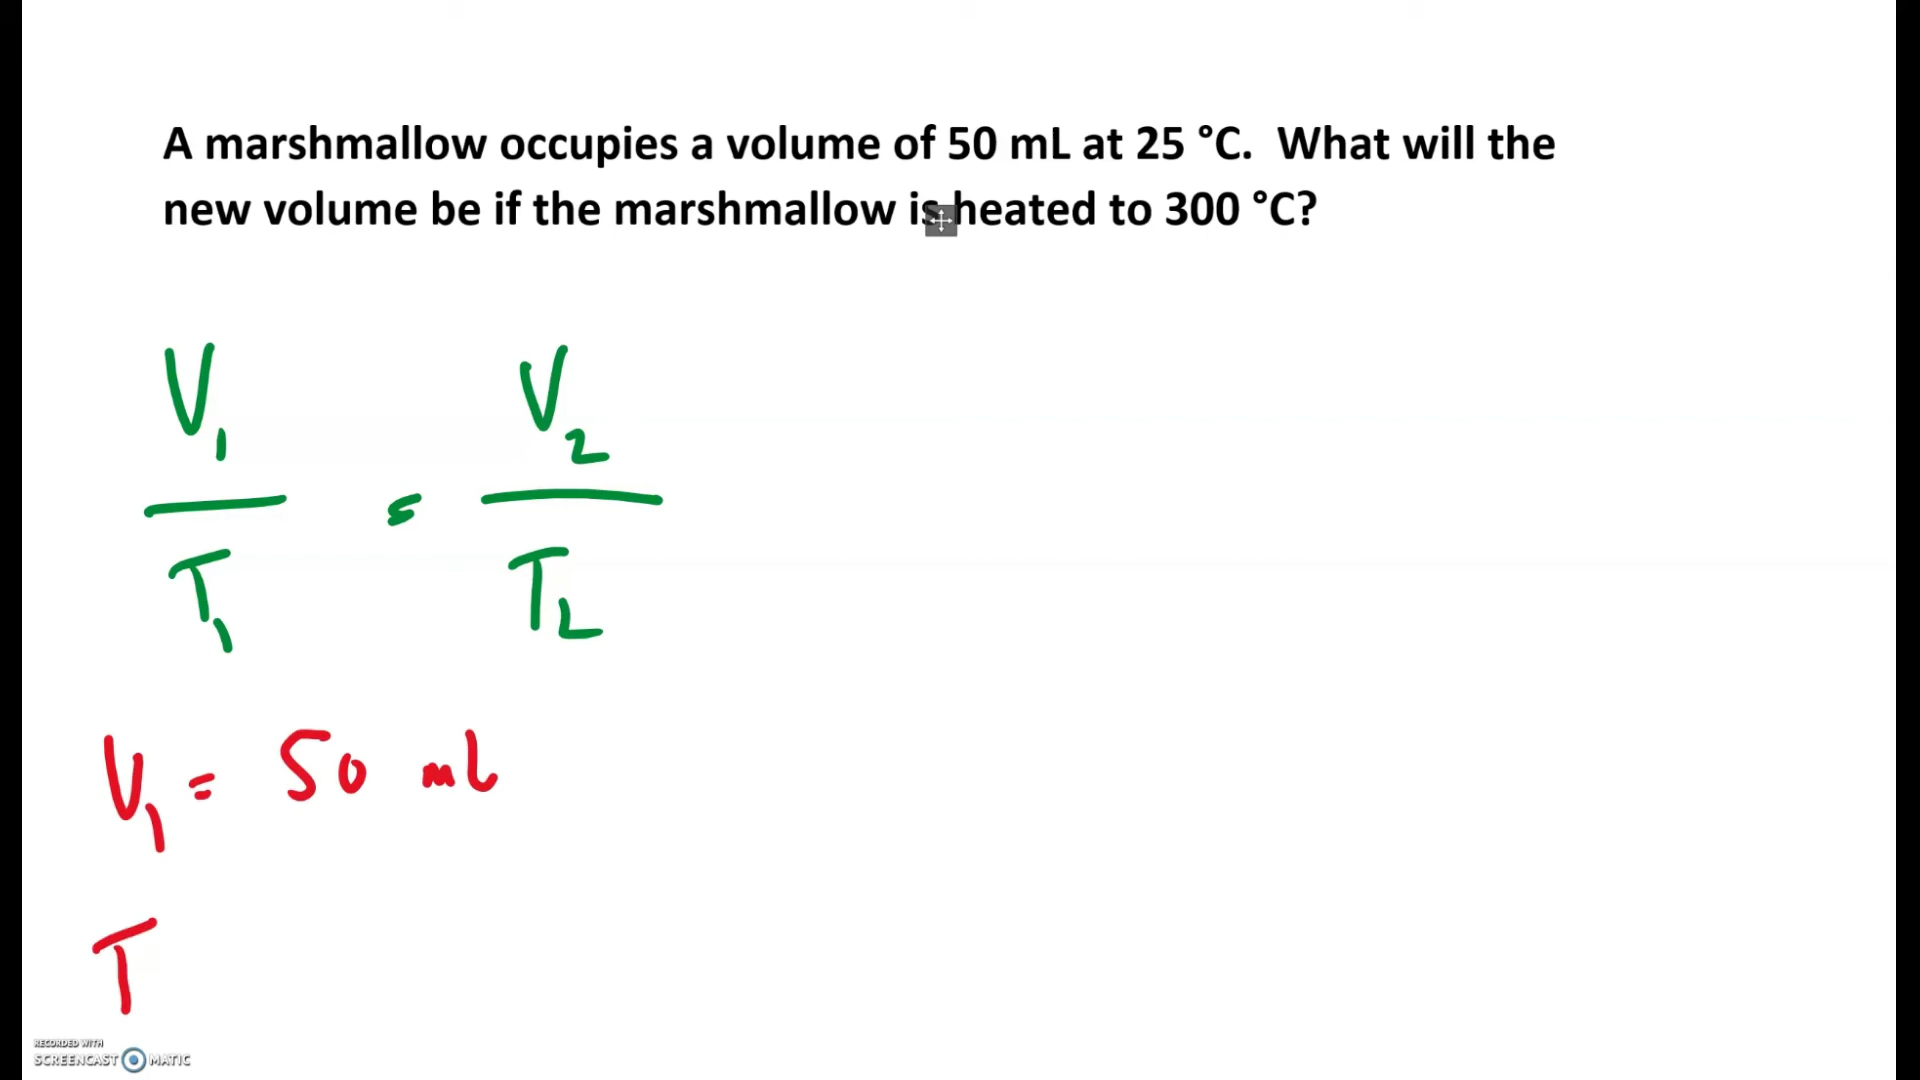 A marshmallow occupies a volume of 50 mL at 25 °C. What will the
new volume be if the marshmallow is heated to 300 °C?
V₁ = V₂
T₁ T₂
V₁ = 50 mL
T
RECORDED WITH
SCREENCAST MATIC